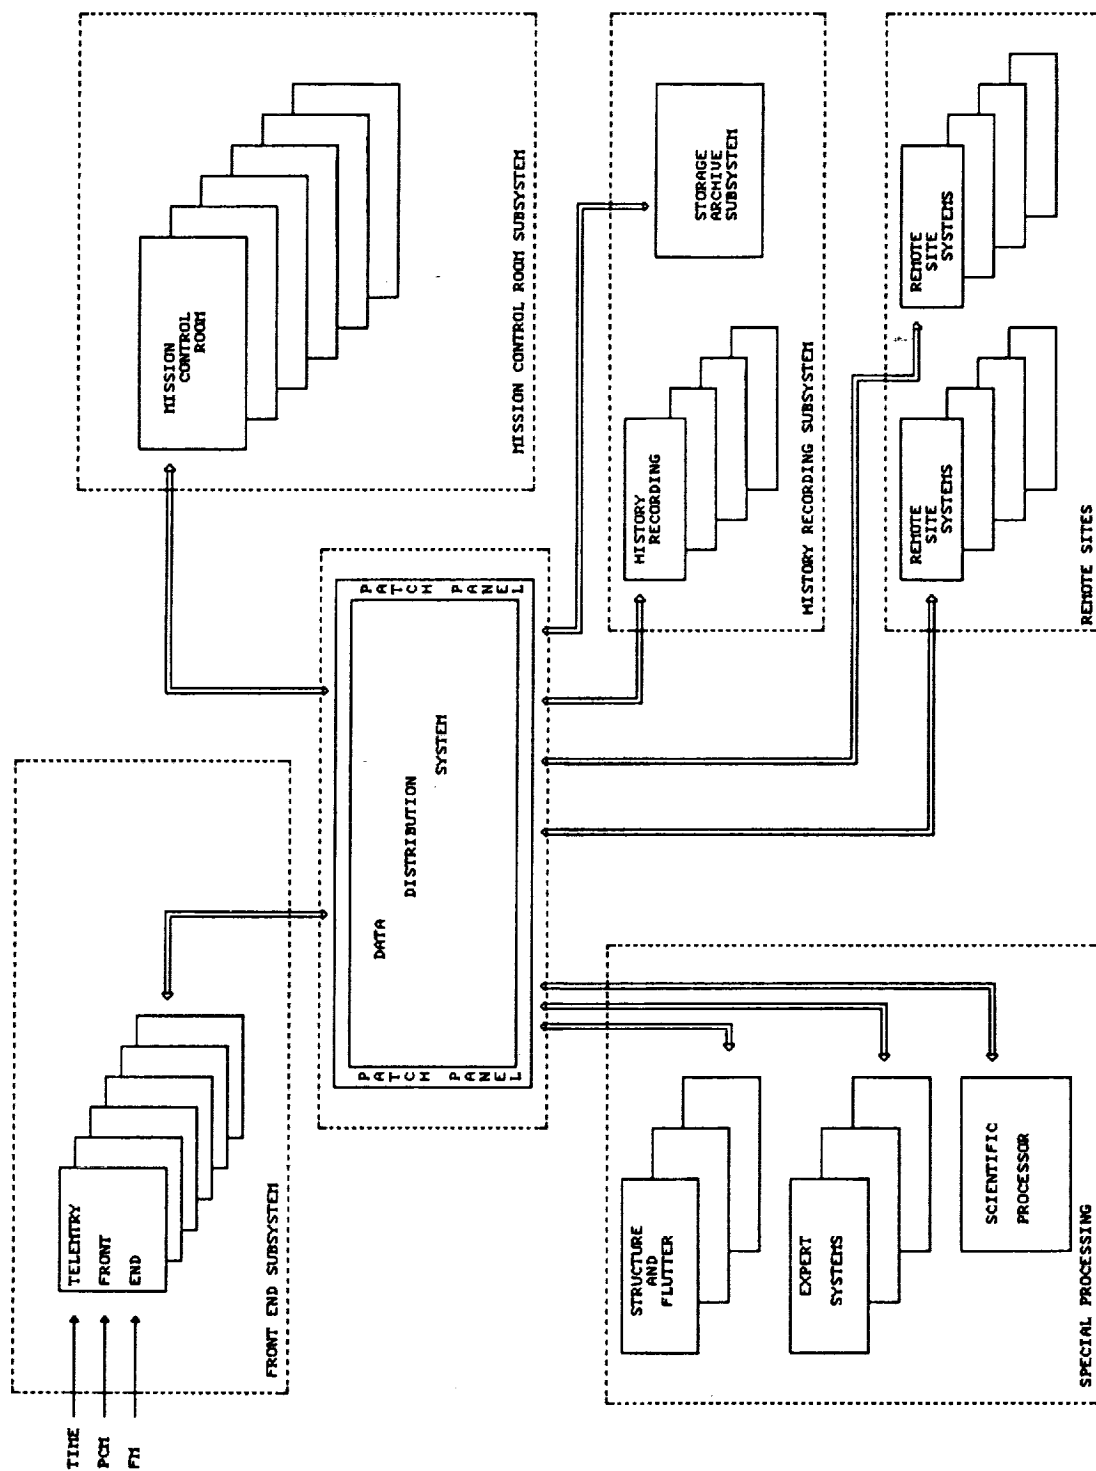 TIME
PCM
FM
TELEMTRY
FRONT
END
FRONT END SUBSYSTEM
MISSION
CONTROL
ROOM
MISSION CONTROL ROOM SUBSYSTEM
PATCH PANEL
DATA
DISTRIBUTION
SYSTEM
PATCH PANEL
HISTORY
RECORDING
STORAGE
ARCHIVE
SUBSYSTEM
HISTORY RECORDING SUBSYSTEM
STRUCTURE
AND
FLUTTER
EXPERT
SYSTEMS
SCIENTIFIC
PROCESSOR
SPECIAL PROCESSING
REMOTE
SITE
SYSTEMS
REMOTE
SITE
SYSTEMS
REMOTE SITES